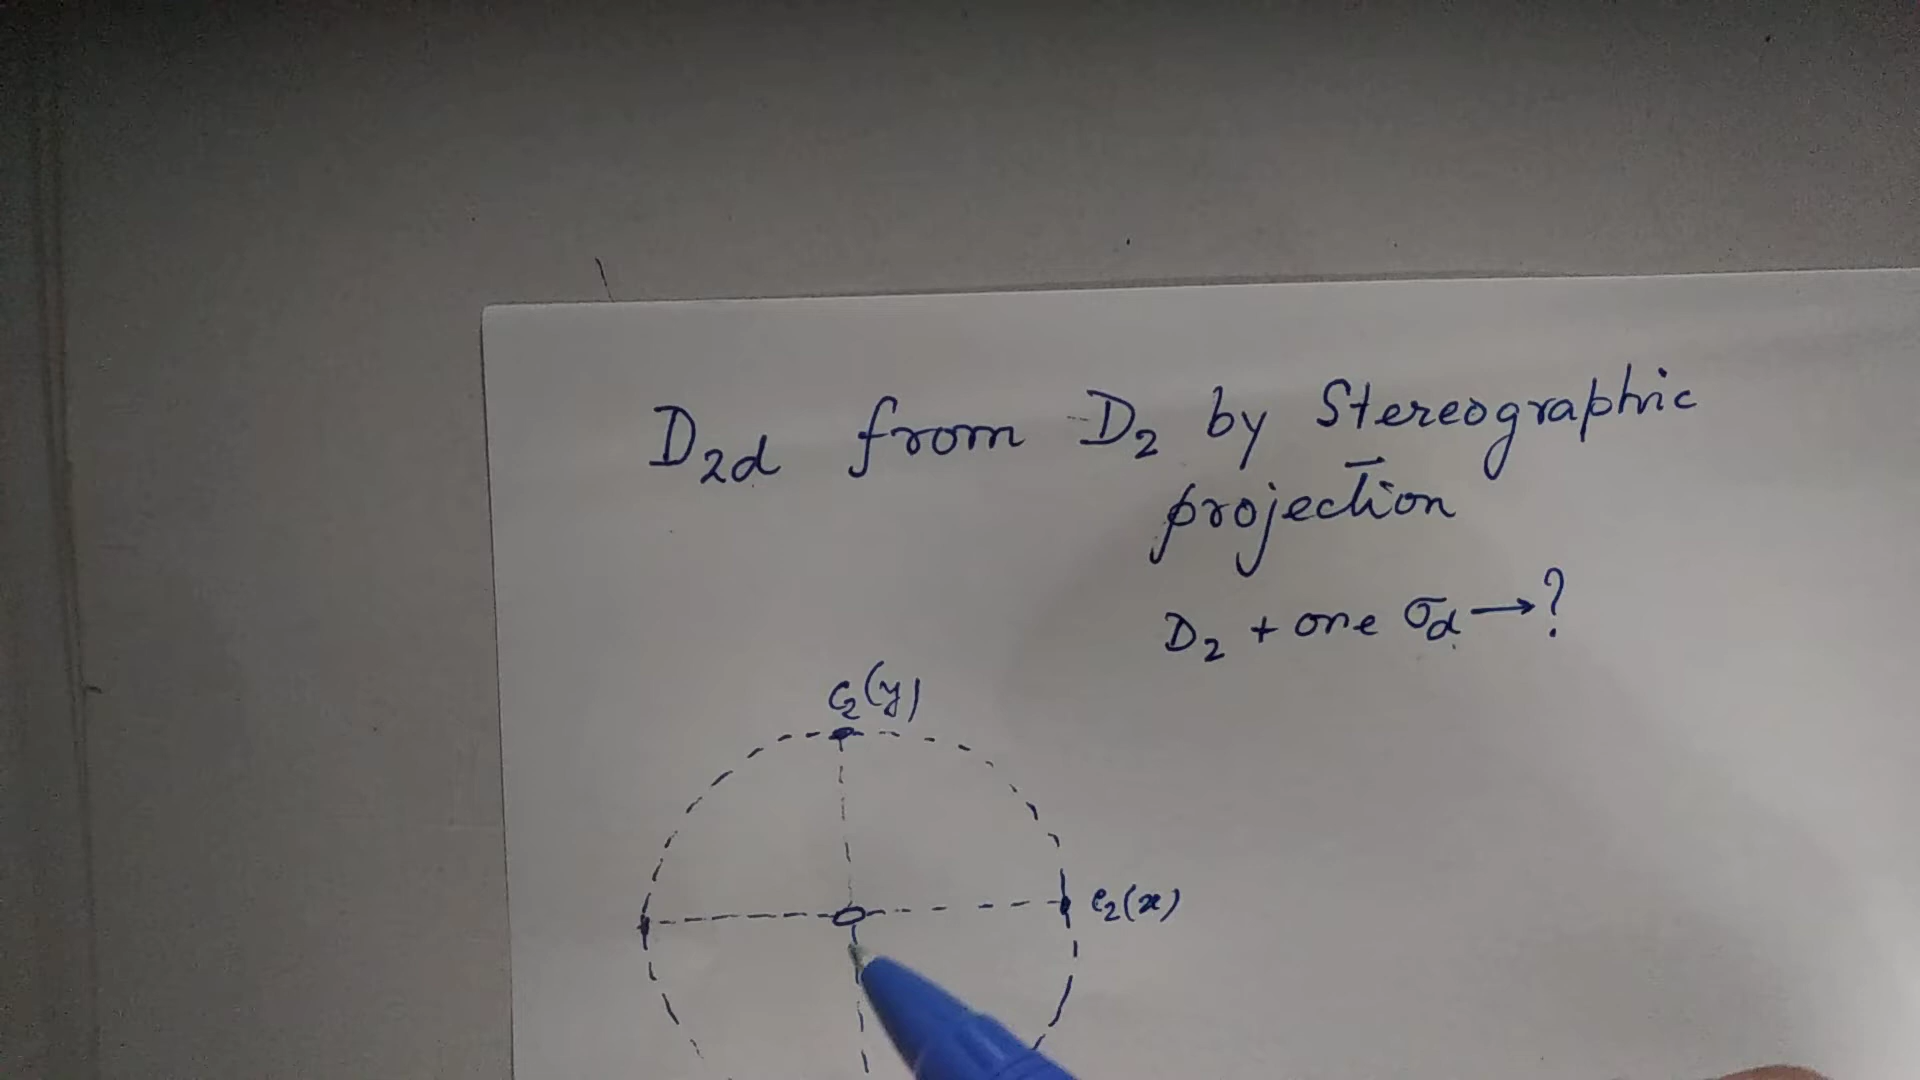 D₂d from D₂ by Stereographic
projection
D₂ + one σd → ?
C₂(y)
C₂(x)